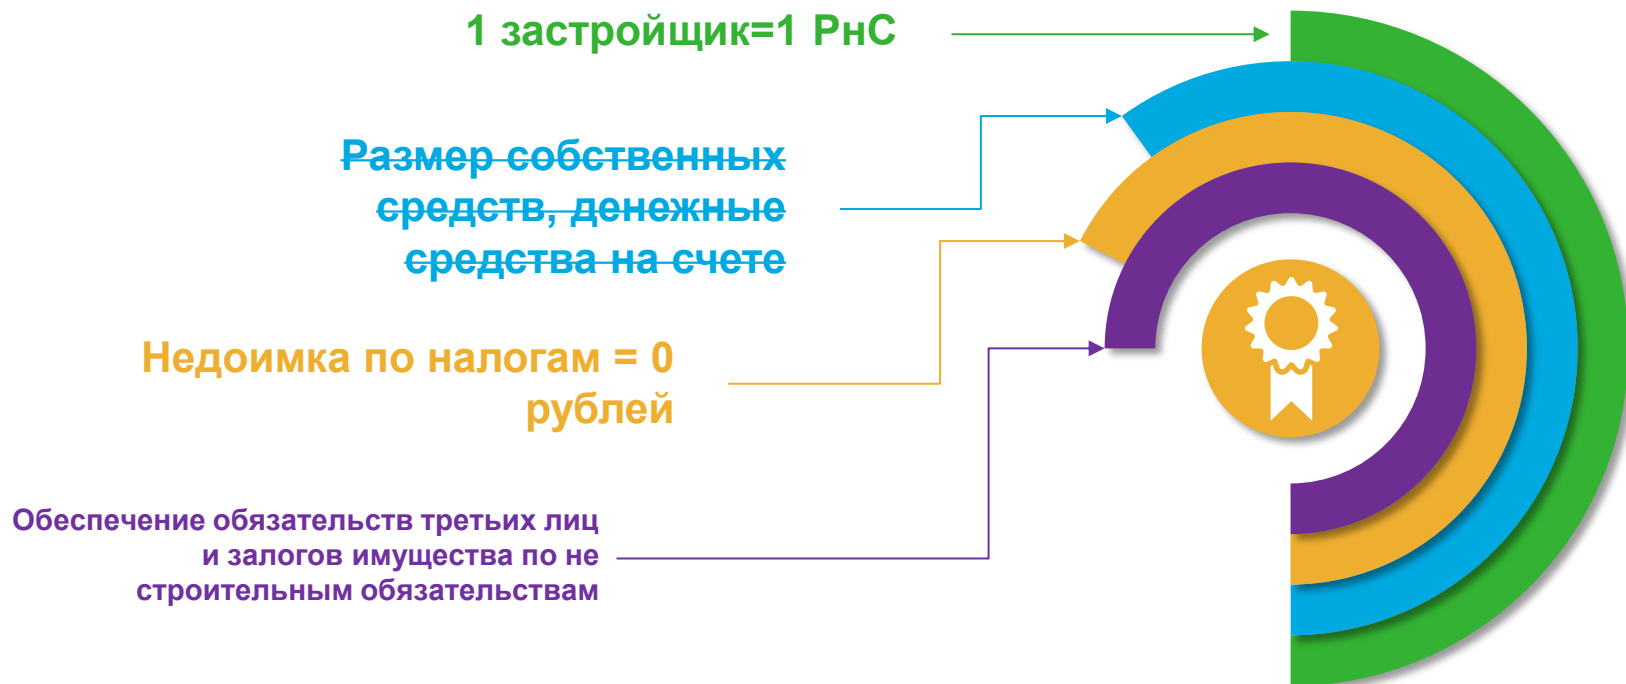 1 застройщик=1 РнС
Размер собственных
средств, денежные
средства на счете
Недоимка по налогам = 0
рублей
Обеспечение обязательств третьих лиц
и залогов имущества по не
строительным обязательствам